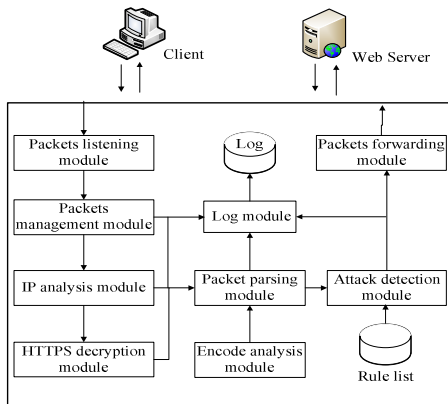 Client
Web Server
Packets listening
module
Log
Packets forwarding
module
Packets
management module
Log module
IP analysis module
Packet parsing
module
Attack detection
module
HTTPS decryption
module
Encode analysis
module
Rule list